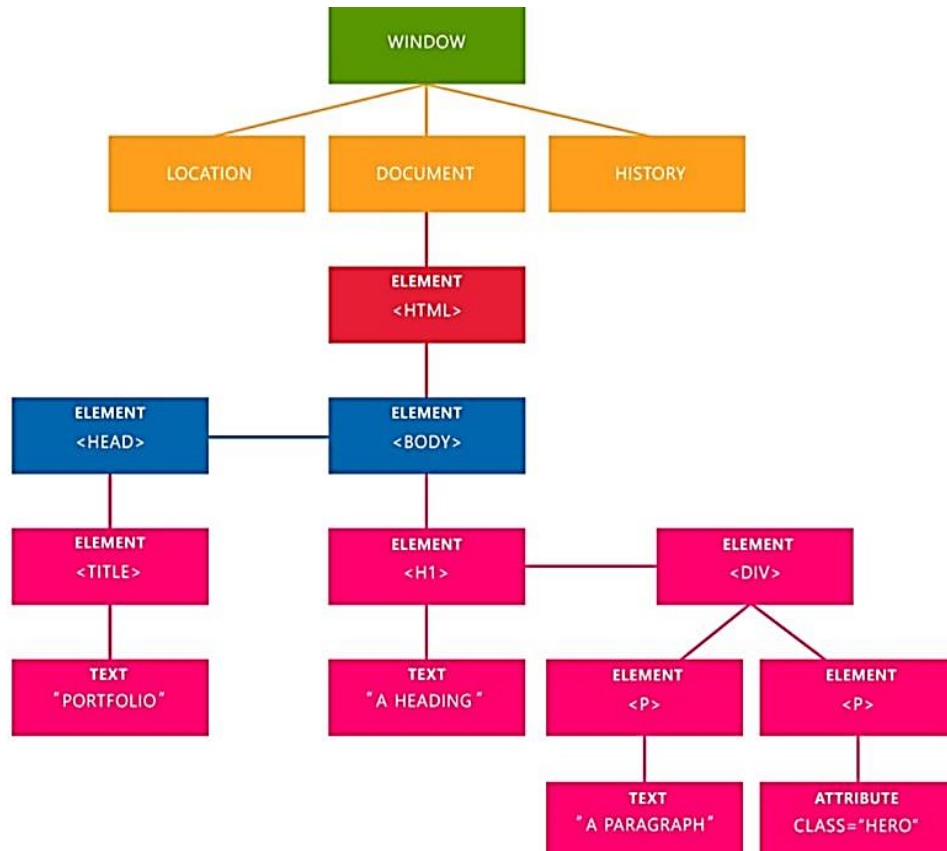 WINDOW
LOCATION
DOCUMENT
HISTORY
ELEMENT
<HTML>
ELEMENT
<HEAD>
ELEMENT
<BODY>
ELEMENT
<TITLE>
ELEMENT
<H1>
ELEMENT
<DIV>
TEXT
"PORTFOLIO"
TEXT
"A HEADING"
ELEMENT
<P>
ELEMENT
<P>
TEXT
"A PARAGRAPH"
ATTRIBUTE
CLASS="HERO"